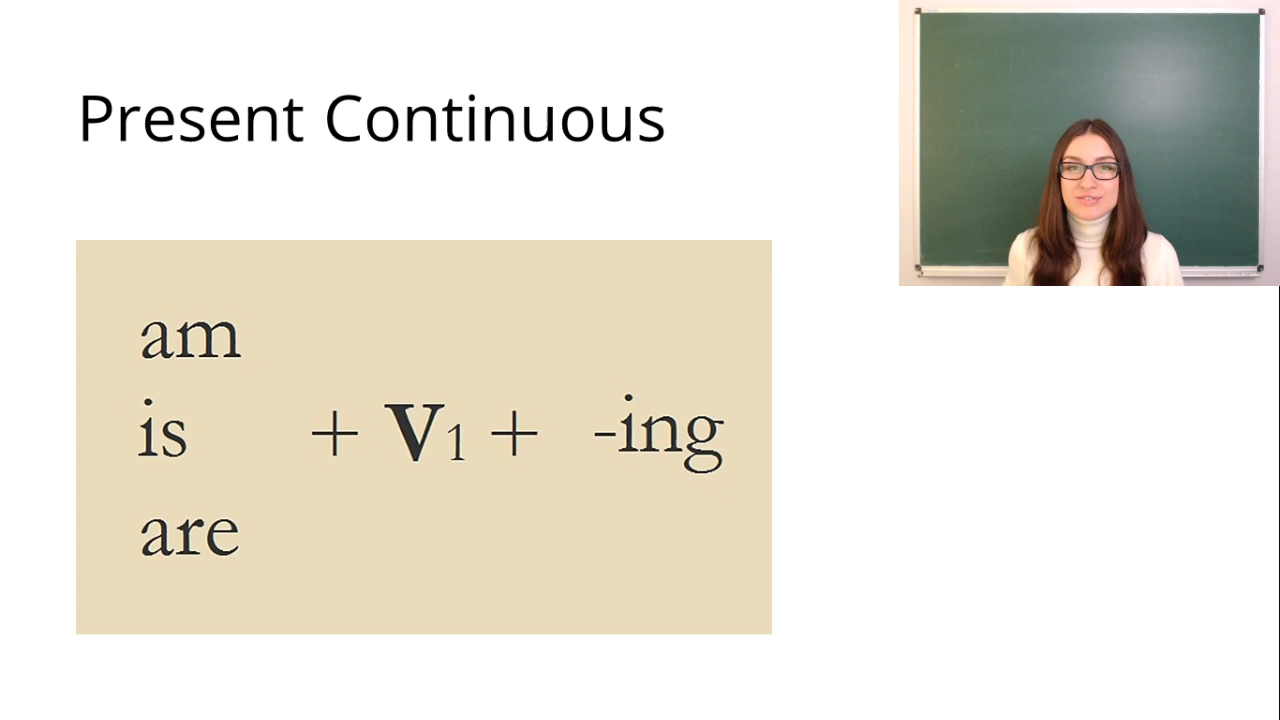 Present Continuous
am
is + V1 + -ing
are